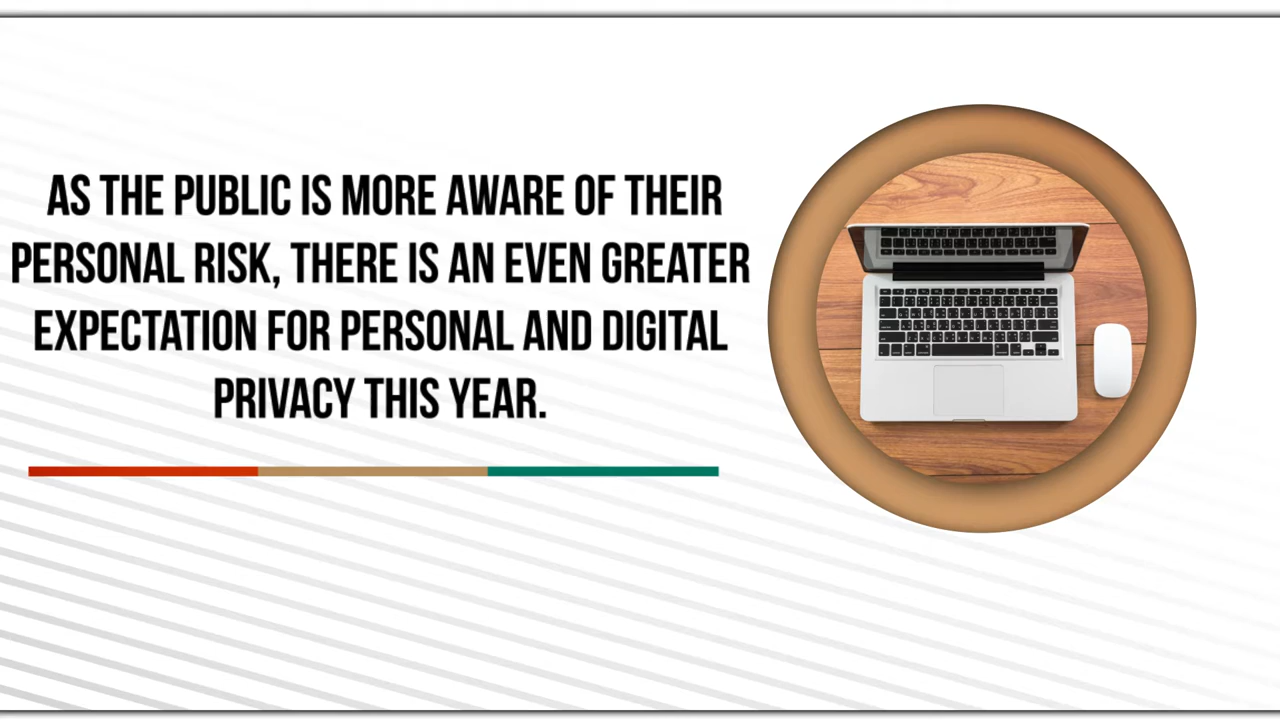 AS THE PUBLIC IS MORE AWARE OF THEIR
PERSONAL RISK, THERE IS AN EVEN GREATER
EXPECTATION FOR PERSONAL AND DIGITAL
PRIVACY THIS YEAR.